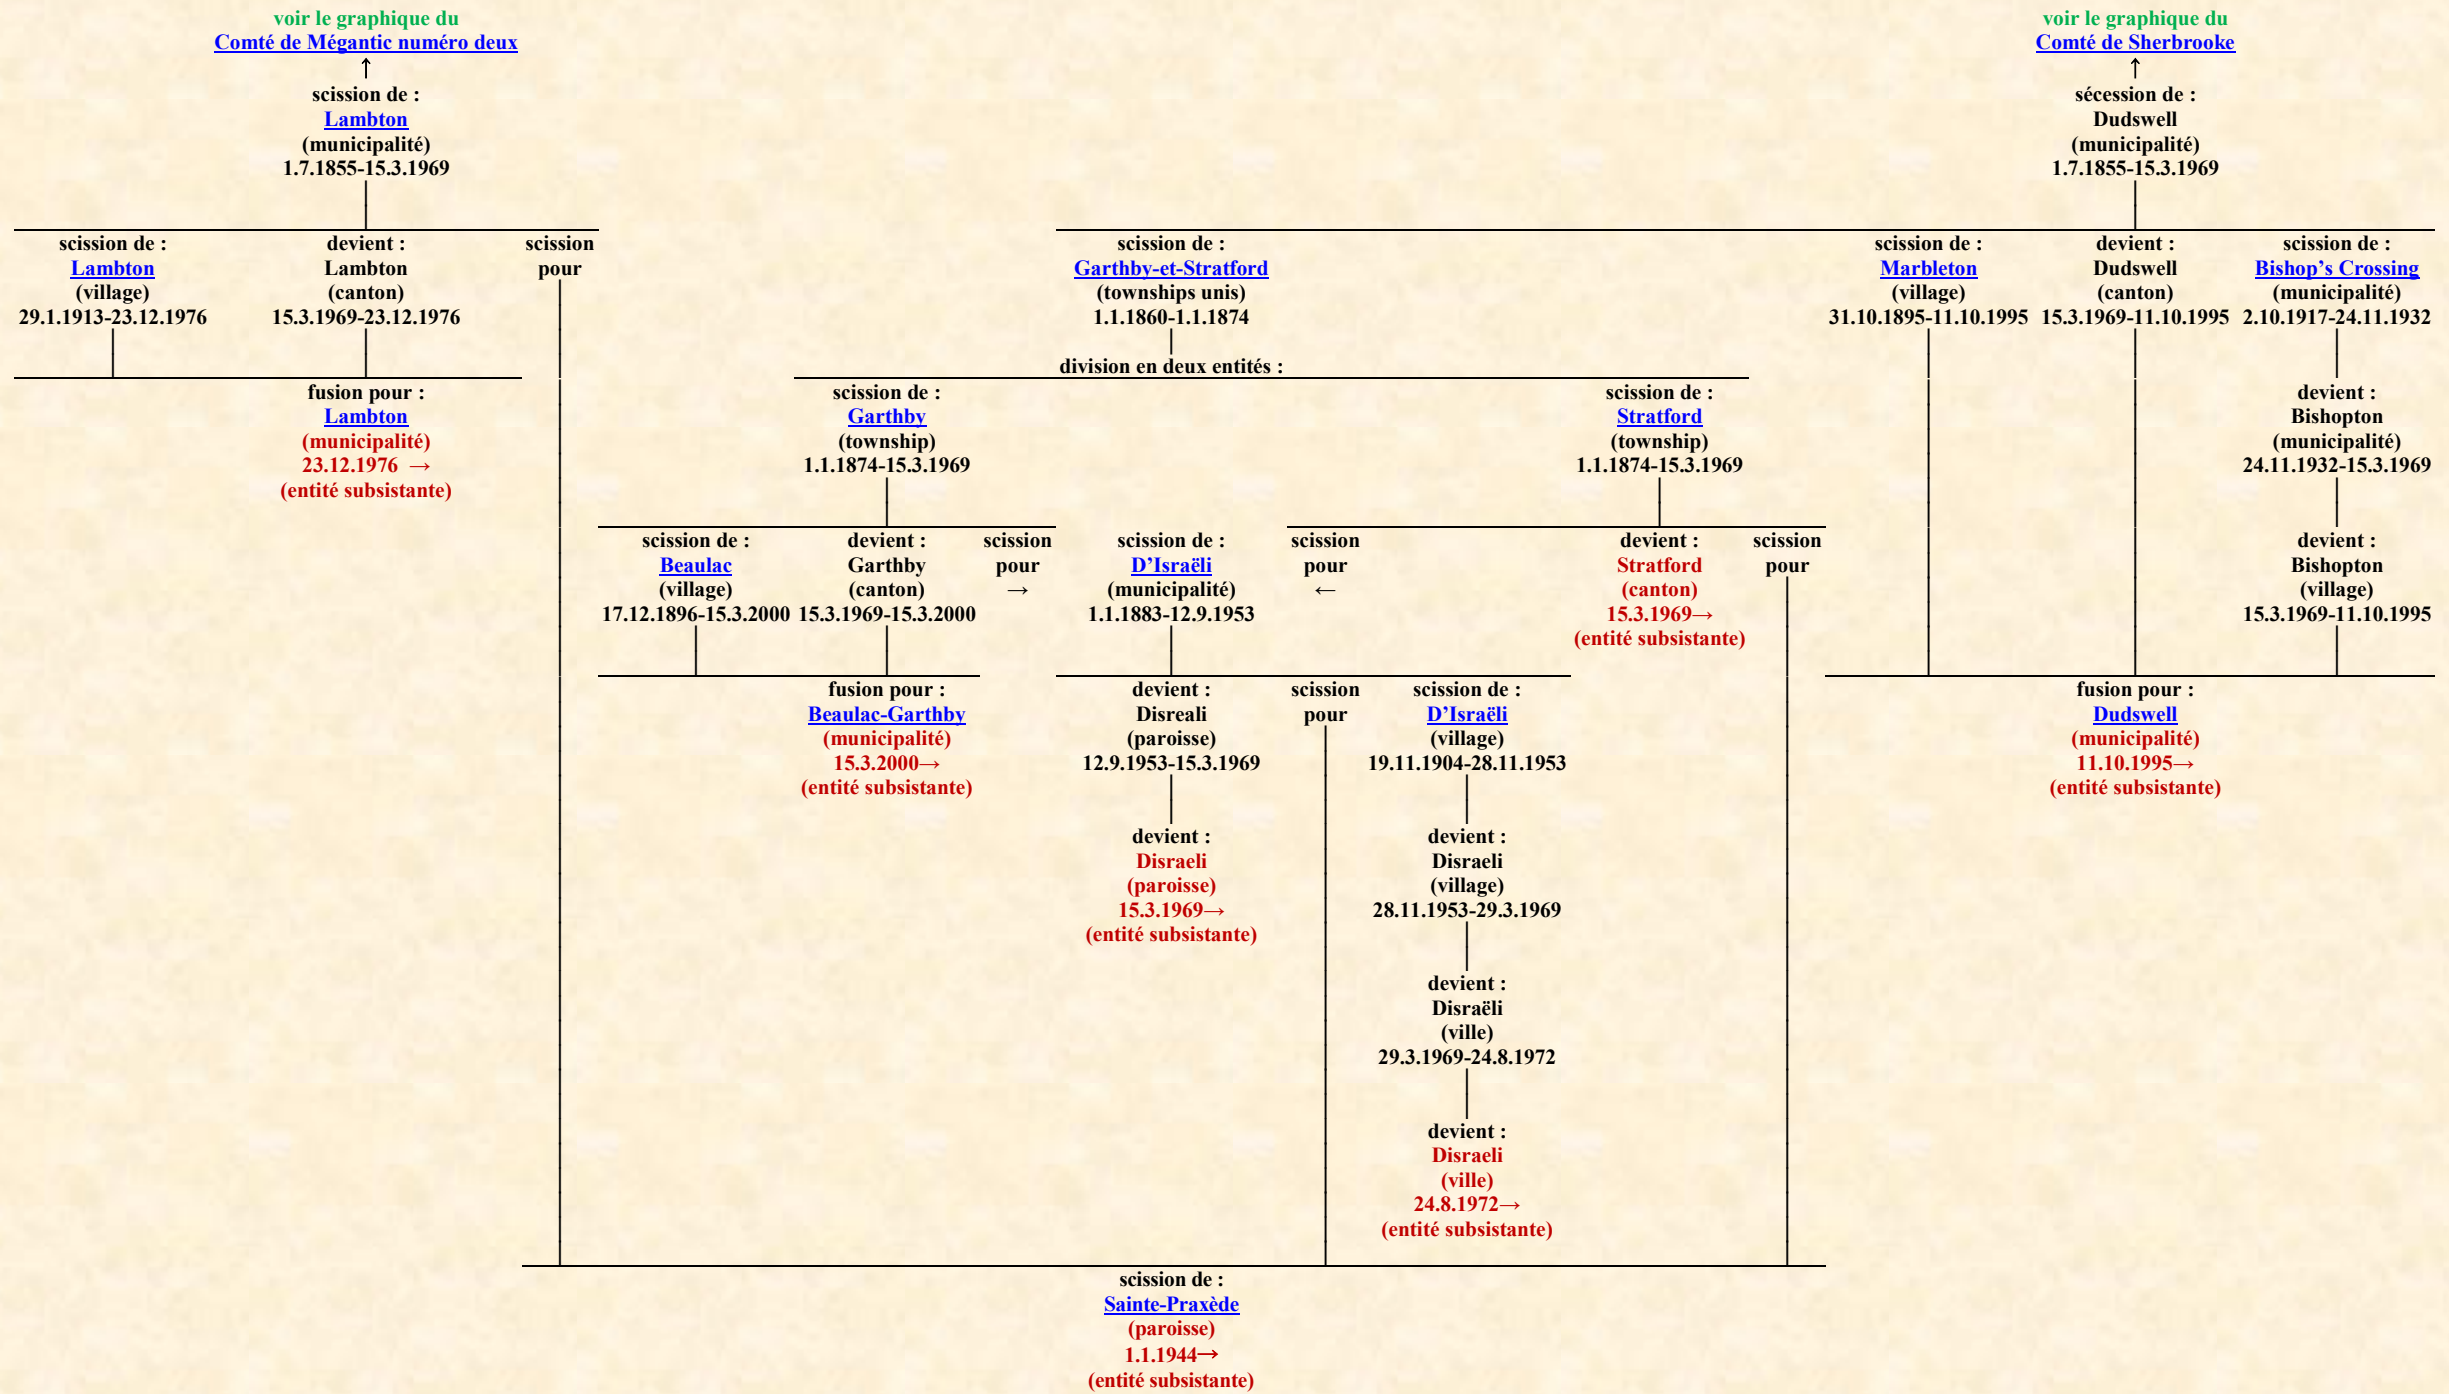 voir le graphique du
Comté de Mégantic numéro deux
↑
scission de :
Lambton
(municipalité)
1.7.1855-15.3.1969
voir le graphique du
Comté de Sherbrooke
↑
sécession de :
Dudswell
(municipalité)
1.7.1855-15.3.1969
scission de :
Lambton
(village)
29.1.1913-23.12.1976
devient :
Lambton
(canton)
15.3.1969-23.12.1976
scission
pour
scission de :
Garthby-et-Stratford
(townships unis)
1.1.1860-1.1.1874
scission de :
Marbleton
(village)
31.10.1895-11.10.1995
devient :
Dudswell
(canton)
15.3.1969-11.10.1995
scission de :
Bishop’s Crossing
(municipalité)
2.10.1917-24.11.1932
division en deux entités :
fusion pour :
Lambton
(municipalité)
23.12.1976 →
(entité subsistante)
scission de :
Garthby
(township)
1.1.1874-15.3.1969
scission de :
Stratford
(township)
1.1.1874-15.3.1969
devient :
Bishopton
(municipalité)
24.11.1932-15.3.1969
scission de :
Beaulac
(village)
17.12.1896-15.3.2000
devient :
Garthby
(canton)
15.3.1969-15.3.2000
scission
pour
→
scission de :
D’Israëli
(municipalité)
1.1.1883-12.9.1953
scission
pour
←
devient :
Stratford
(canton)
15.3.1969→
(entité subsistante)
scission
pour
devient :
Bishopton
(village)
15.3.1969-11.10.1995
fusion pour :
Beaulac-Garthby
(municipalité)
15.3.2000→
(entité subsistante)
devient :
Disreali
(paroisse)
12.9.1953-15.3.1969
scission
pour
scission de :
D’Israëli
(village)
19.11.1904-28.11.1953
fusion pour :
Dudswell
(municipalité)
11.10.1995→
(entité subsistante)
devient :
Disraeli
(paroisse)
15.3.1969→
(entité subsistante)
devient :
Disraeli
(village)
28.11.1953-29.3.1969
devient :
Disraëli
(ville)
29.3.1969-24.8.1972
devient :
Disraeli
(ville)
24.8.1972→
(entité subsistante)
scission de :
Sainte-Praxède
(paroisse)
1.1.1944→
(entité subsistante)